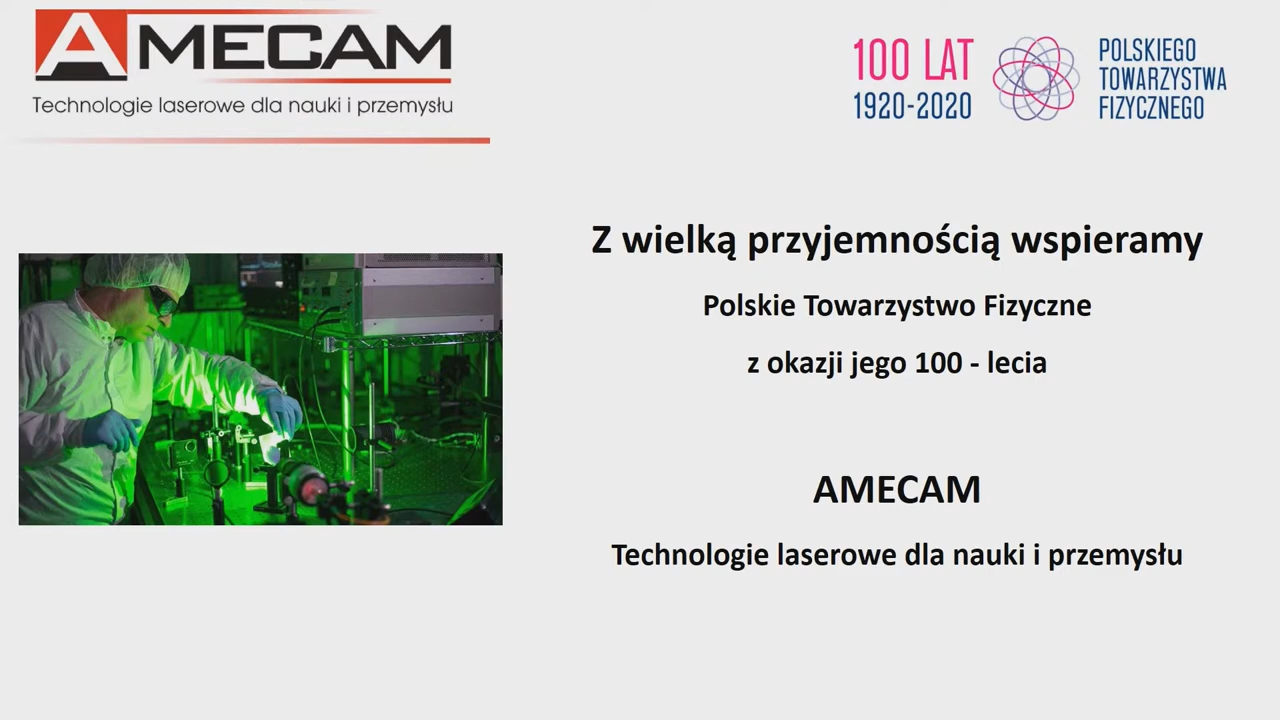 AMECAM
Technologie laserowe dla nauki i przemysłu
100 LAT
1920-2020
POLSKIEGO
TOWARZYSTWA
FIZYCZNEGO
Z wielką przyjemnością wspieramy
Polskie Towarzystwo Fizyczne
z okazji jego 100 - lecia
AMECAM
Technologie laserowe dla nauki i przemysłu